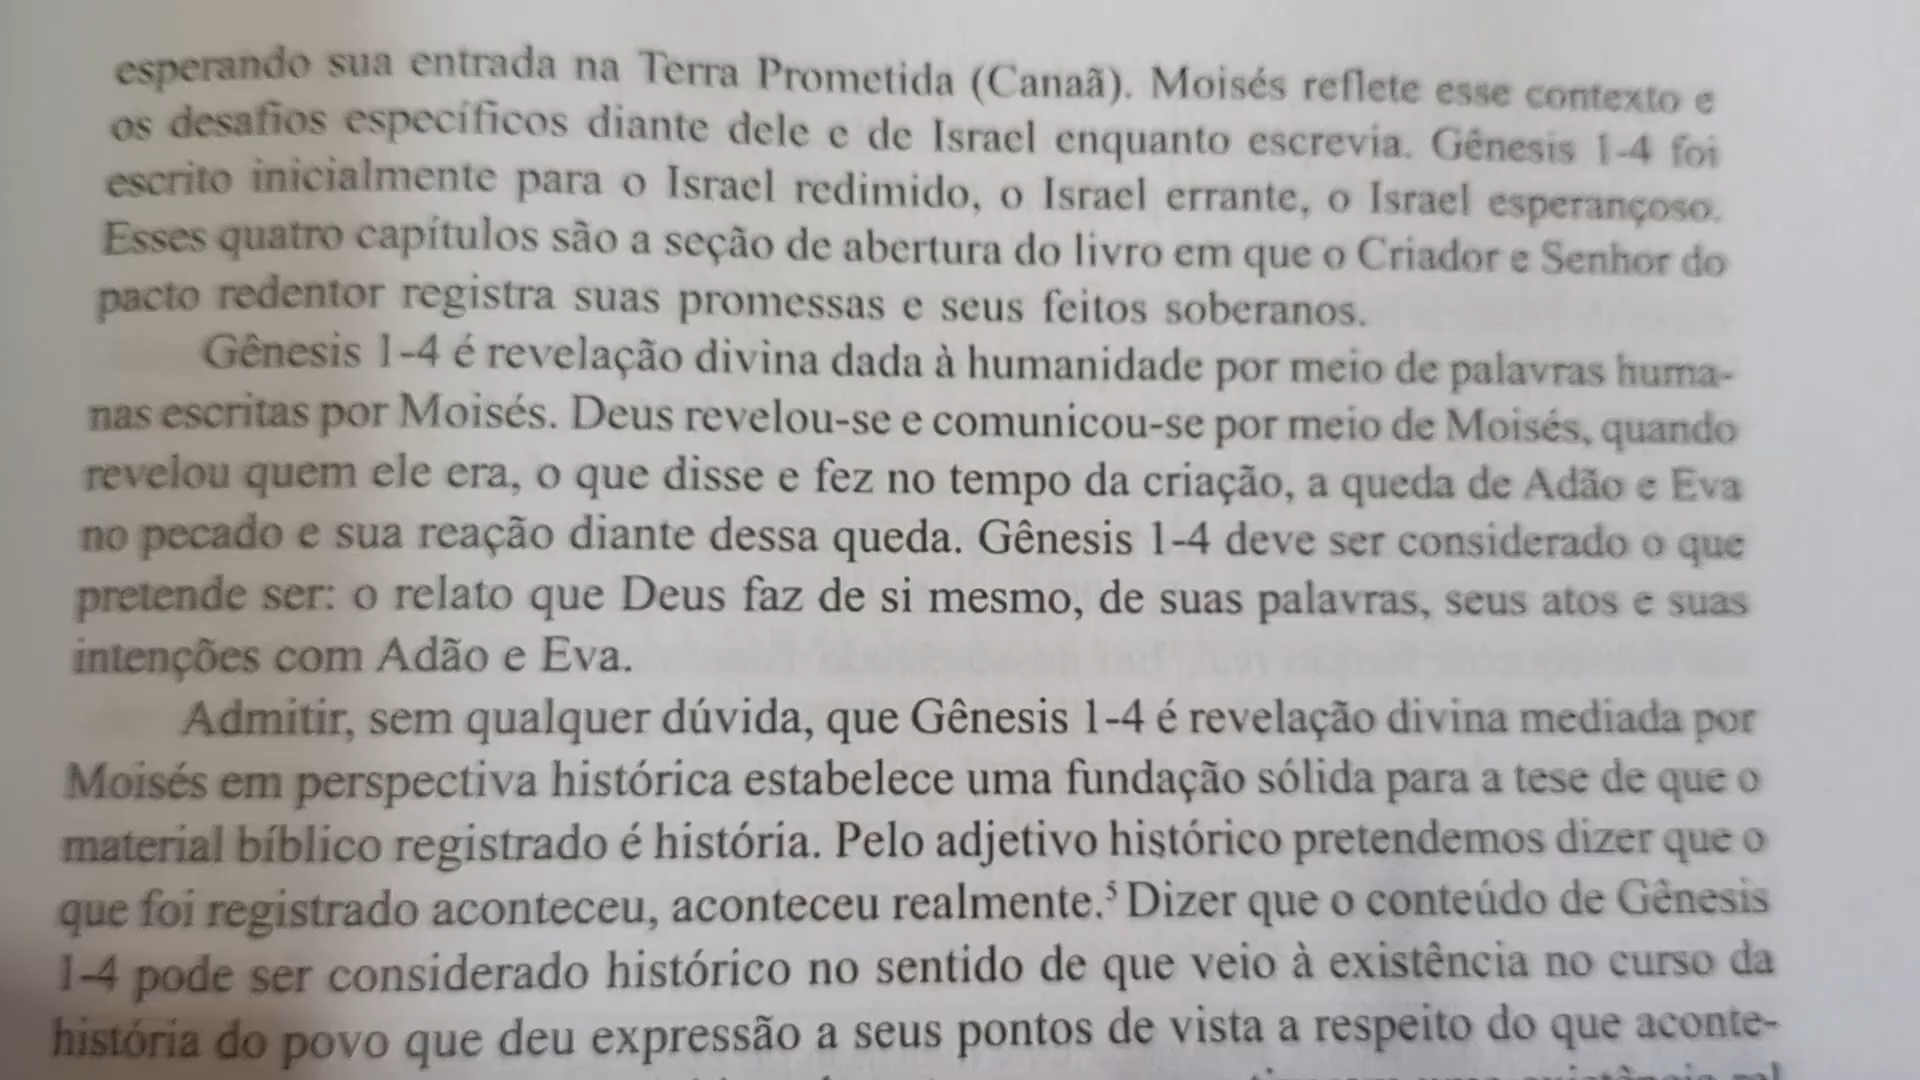 esperando sua entrada na Terra Prometida (Canaã). Moisés reflete esse contexto e
os desafios específicos diante dele e de Israel enquanto escrevia. Gênesis 1-4 foi
escrito inicialmente para o Israel redimido, o Israel errante, o Israel esperançoso.
Esses quatro capítulos são a seção de abertura do livro em que o Criador e Senhor do
pacto redentor registra suas promessas e seus feitos soberanos.
Gênesis 1-4 é revelação divina dada à humanidade por meio de palavras huma-
nas escritas por Moisés. Deus revelou-se e comunicou-se por meio de Moisés, quando
revelou quem ele era, o que disse e fez no tempo da criação, a queda de Adão e Eva
no pecado e sua reação diante dessa queda. Gênesis 1-4 deve ser considerado o que
pretende ser: o relato que Deus faz de si mesmo, de suas palavras, seus atos e suas
intenções com Adão e Eva.
Admitir, sem qualquer dúvida, que Gênesis 1-4 é revelação divina mediada por
Moisés em perspectiva histórica estabelece uma fundação sólida para a tese de que o
material bíblico registrado é história. Pelo adjetivo histórico pretendemos dizer que o
que foi registrado aconteceu, aconteceu realmente.⁵ Dizer que o conteúdo de Gênesis
1-4 pode ser considerado histórico no sentido de que veio à existência no curso da
história do povo que deu expressão a seus pontos de vista a respeito do que aconte-